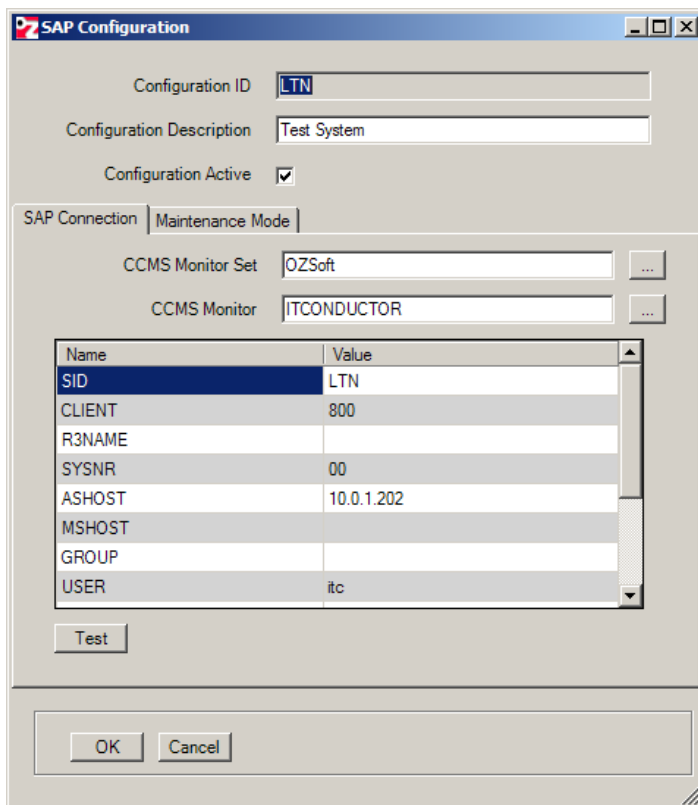 SAP Configuration
Configuration ID LTN
Configuration Description Test System
Configuration Active
SAP Connection Maintenance Mode
CCMS Monitor Set OZSoft ...
CCMS Monitor ITCONDUCTOR ...
Name Value
SID LTN
CLIENT 800
R3NAME
SYSNR 00
ASHOST 10.0.1.202
MSHOST
GROUP
USER itc
Test
OK Cancel